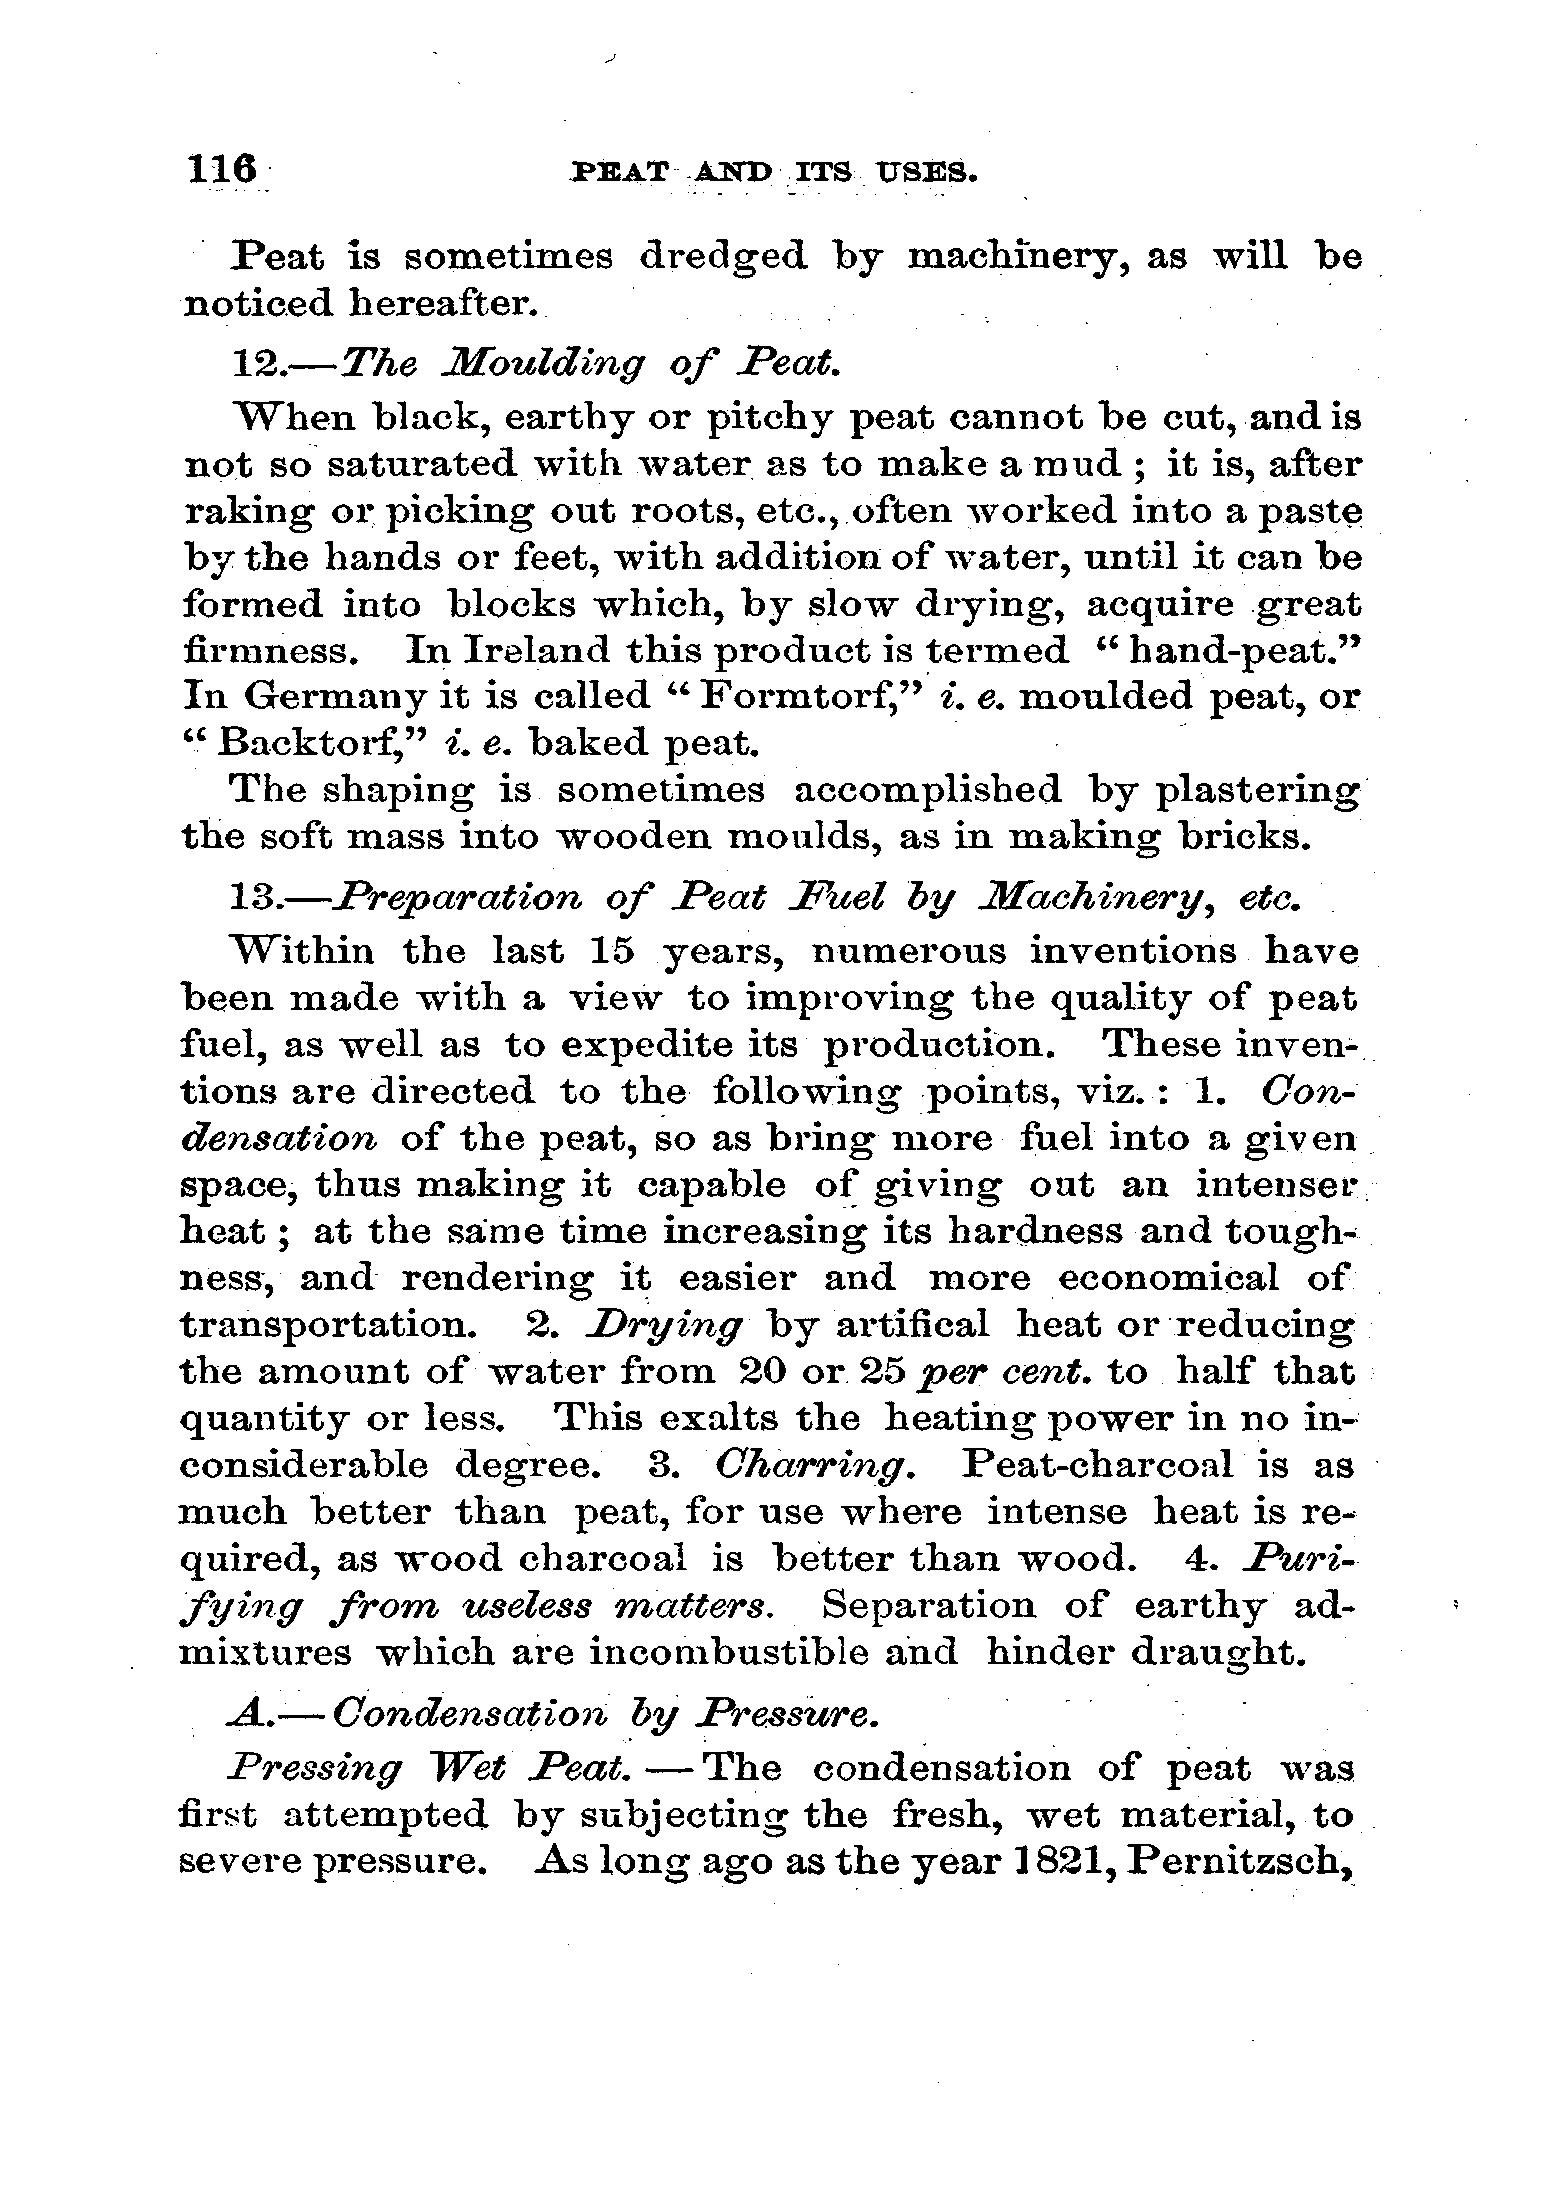 116 PEAT AND ITS USES.
Peat is sometimes dredged by machinery, as will be
noticed hereafter.
12.—The Moulding of Peat.
When black, earthy or pitchy peat cannot be cut, and is
not so saturated with water as to make a mud ; it is, after
raking or picking out roots, etc., often worked into a paste
by the hands or feet, with addition of water, until it can be
formed into blocks which, by slow drying, acquire great
firmness. In Ireland this product is termed “ hand-peat.”
In Germany it is called “ Formtorf,” i. e. moulded peat, or
“ Backtorf,” i. e. baked peat.
The shaping is sometimes accomplished by plastering
the soft mass into wooden moulds, as in making bricks.
13.—Preparation of Peat Fuel by Machinery, etc.
Within the last 15 years, numerous inventions have
been made with a view to improving the quality of peat
fuel, as well as to expedite its production. These inven-
tions are directed to the following points, viz. : 1. Con-
densation of the peat, so as bring more fuel into a given
space, thus making it capable of giving out an intenser
heat ; at the same time increasing its hardness and tough-
ness, and rendering it easier and more economical of
transportation. 2. Drying by artifical heat or reducing
the amount of water from 20 or 25 per cent. to half that
quantity or less. This exalts the heating power in no in-
considerable degree. 3. Charring. Peat-charcoal is as
much better than peat, for use where intense heat is re-
quired, as wood charcoal is better than wood. 4. Puri-
fying from useless matters. Separation of earthy ad-
mixtures which are incombustible and hinder draught.
A.—Condensation by Pressure.
Pressing Wet Peat. — The condensation of peat was
first attempted by subjecting the fresh, wet material, to
severe pressure. As long ago as the year 1821, Pernitzsch,